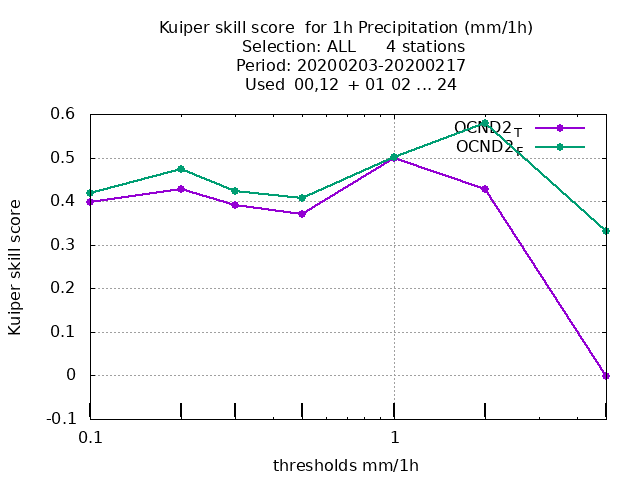 Kuiper skill score  for 1h Precipitation (mm/1h)
Selection: ALL      4 stations
Period: 20200203-20200217
Used  00,12  + 01 02 ... 24
OCND2_T
OCND2_F
0.6
0.5
0.4
0.3
0.2
0.1
0
-0.1
Kuiper skill score
0.1
1
thresholds mm/1h